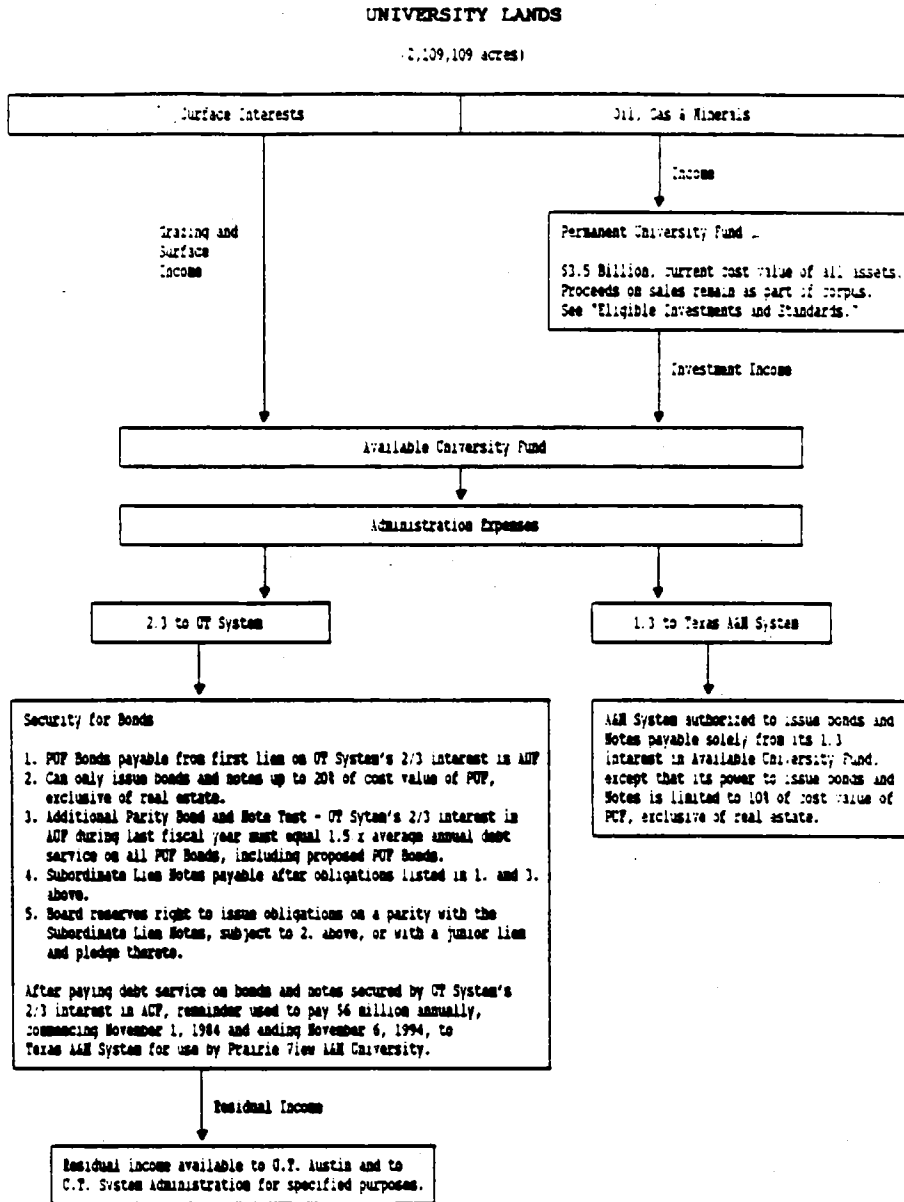 UNIVERSITY LANDS
(2,109,109 acres)
Surface Interests
Oil, Gas & Minerals
Income
Grazing and
Surface
Income
Permanent University Fund
$3.5 Billion, current cost value of all assets.
Proceeds on sales remain as part of corpus.
See "Eligible Investments and Standards."
Investment Income
Available University Fund
Administration Expenses
2/3 to UT System
1/3 to Texas A&M System
Security for Bonds
1. PUF Bonds payable from first lien on UT System's 2/3 interest in AUF
2. Can only issue bonds and notes up to 20% of cost value of PUF,
exclusive of real estate.
3. Additional Parity Bond and Note Test - UT Sytem's 2/3 interest in
AUF during last fiscal year must equal 1.5 x average annual debt
service on all PUF Bonds, including proposed PUF Bonds.
4. Subordinate Lien Notes payable after obligations listed in 1. and 3.
above.
5. Board reserves right to issue obligations on a parity with the
Subordinate Lien Notes, subject to 2. above, or with a junior lien
and pledge thereto.
After paying debt service on bonds and notes secured by UT System's
2/3 interest in AUF, remainder used to pay $6 million annually,
commencing November 1, 1984 and ending November 6, 1994, to
Texas A&M System for use by Prairie View A&M University.
A&M System authorized to issue bonds and
Notes payable solely from its 1/3
interest in Available University Fund,
except that its power to issue bonds and
Notes is limited to 10% of cost value of
PUF, exclusive of real estate.
Residual Income
Residual income available to U.T. Austin and to
U.T. System Administration for specified purposes.